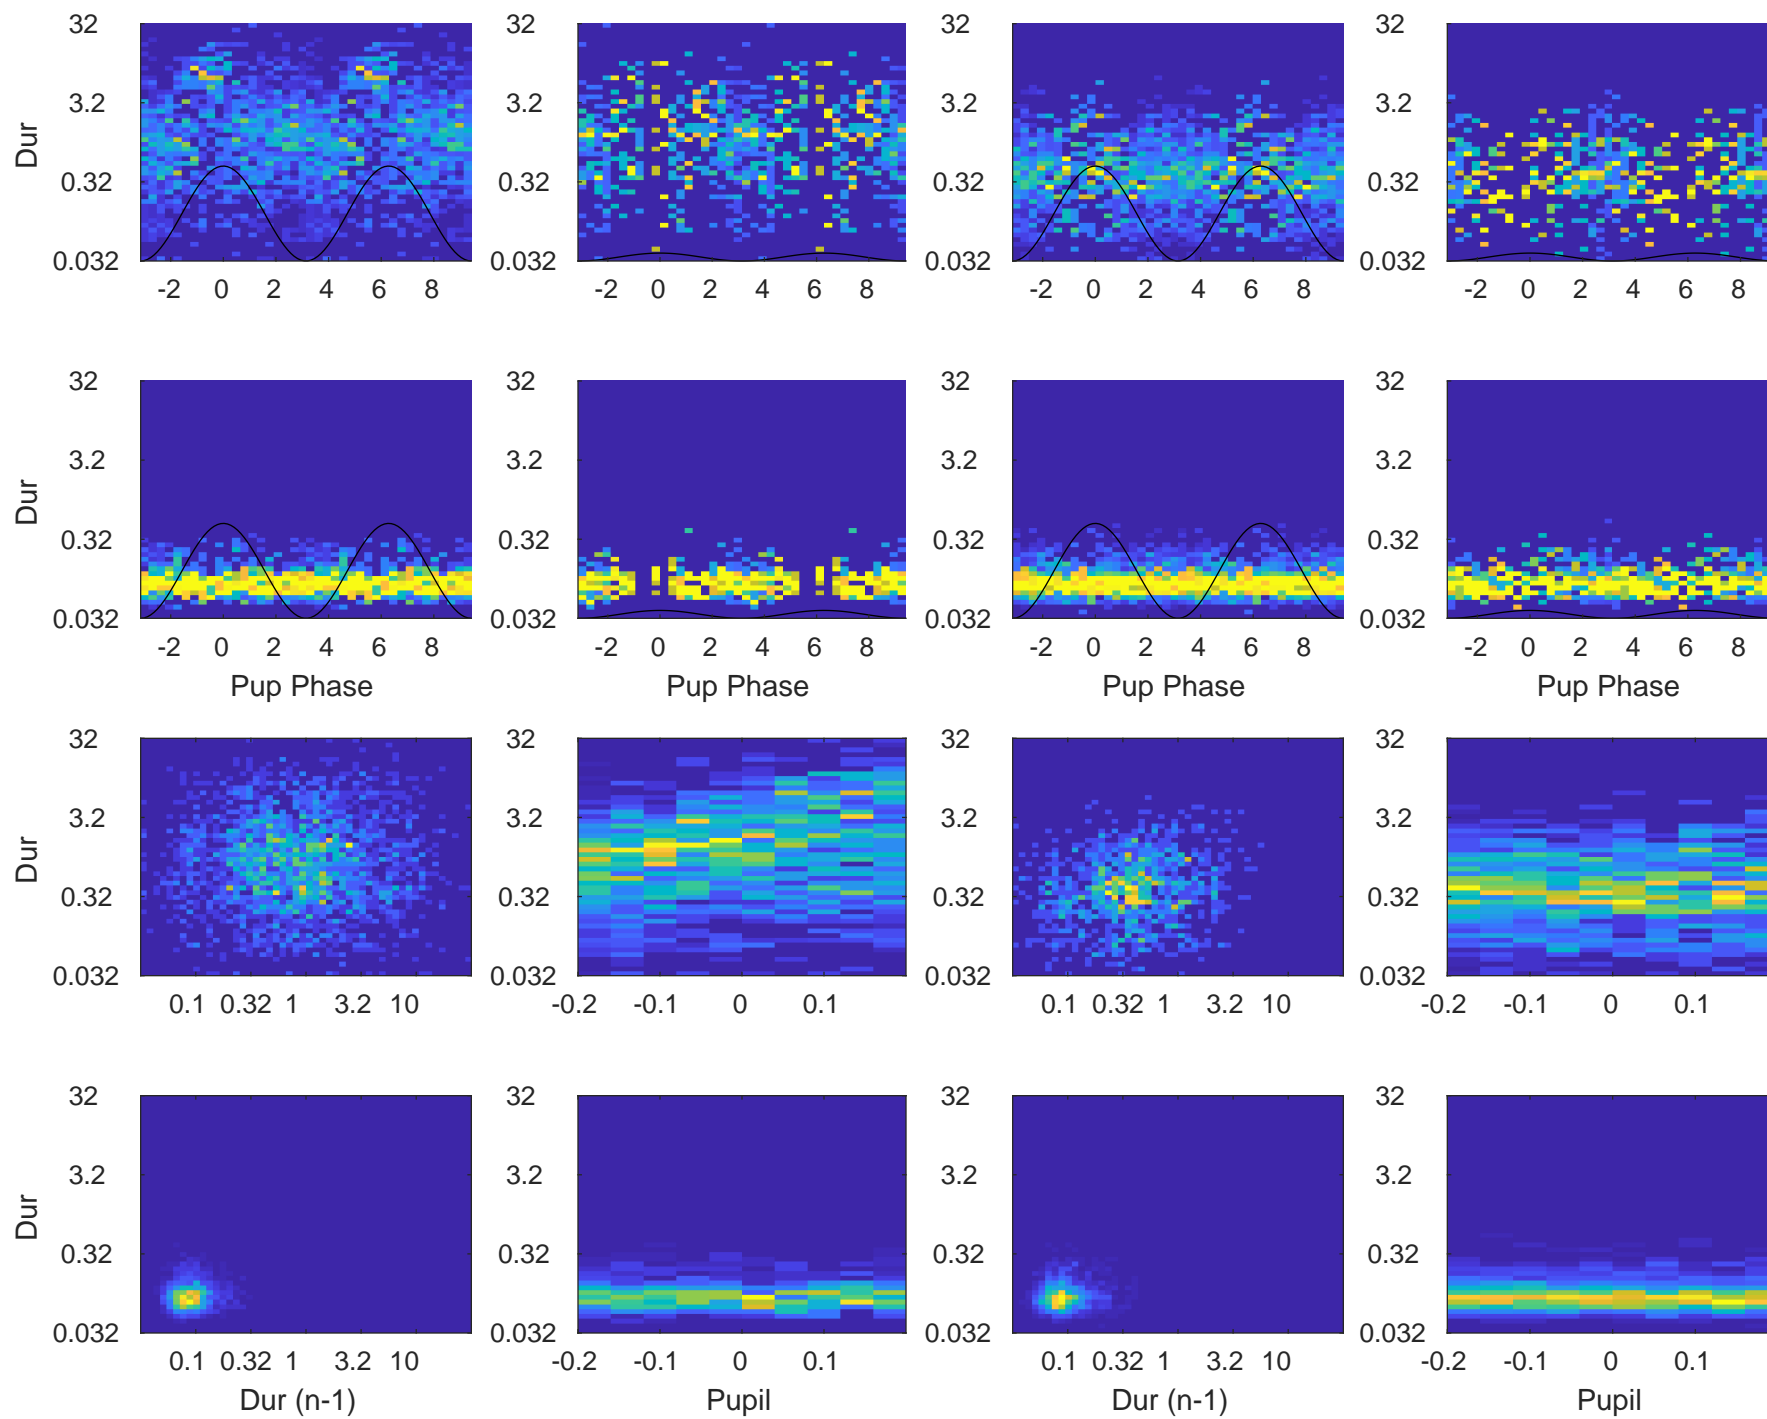 32 32 32 32
3.2 3.2 3.2 3.2
Dur
0.32 0.32 0.32 0.32
0.032 0.032 0.032 0.032
-2 0 2 4 6 8 -2 0 2 4 6 8 -2 0 2 4 6 8 -2 0 2 4 6 8
32 32 32 32
3.2 3.2 3.2 3.2
Dur
0.32 0.32 0.32 0.32
0.032 0.032 0.032 0.032
-2 0 2 4 6 8 -2 0 2 4 6 8 -2 0 2 4 6 8 -2 0 2 4 6 8
Pup Phase Pup Phase Pup Phase Pup Phase
32 32 32 32
3.2 3.2 3.2 3.2
Dur
0.32 0.32 0.32 0.32
0.032 0.032 0.032 0.032
0.1 0.32 1 3.2 10 -0.2 -0.1 0 0.1 0.1 0.32 1 3.2 10 -0.2 -0.1 0 0.1
32 32 32 32
3.2 3.2 3.2 3.2
Dur
0.32 0.32 0.32 0.32
0.032 0.032 0.032 0.032
0.1 0.32 1 3.2 10 -0.2 -0.1 0 0.1 0.1 0.32 1 3.2 10 -0.2 -0.1 0 0.1
Dur (n-1) Pupil Dur (n-1) Pupil